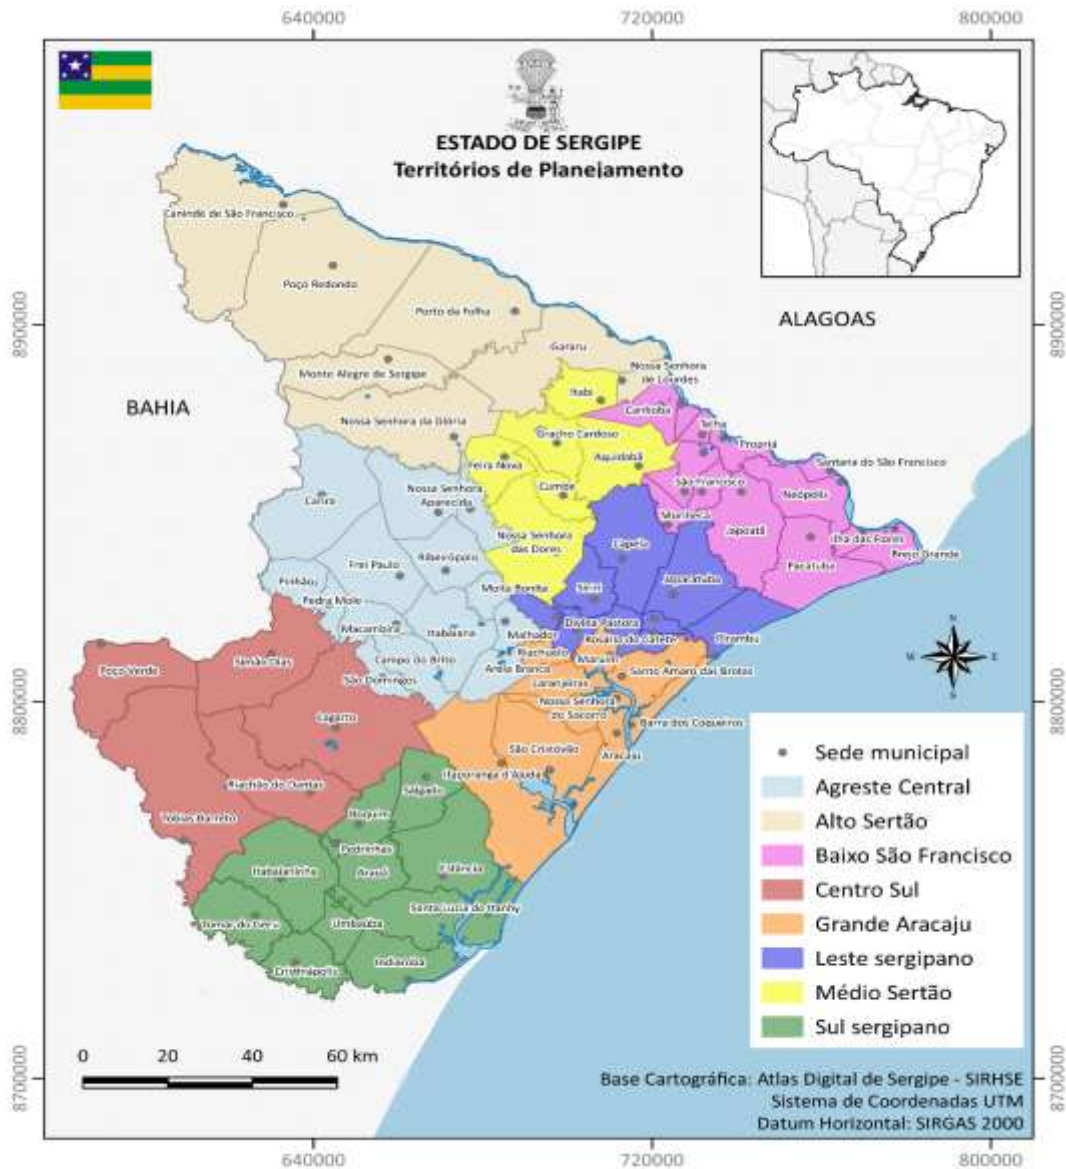 640000
720000
800000
ESTADO DE SERGIPE
Territórios de Planejamento
8900000
8900000
ALAGOAS
BAHIA
Canindé de São Francisco
Poço Redondo
Porto da Folha
Gararu
Monte Alegre de Sergipe
Nossa Senhora
de Lourdes
Itabi
Nossa Senhora da Glória
Canhoba
Telha
Gracho Cardoso
Propriá
Feira Nova
Aquidabã
Santana do São Francisco
Nossa Senhora
Aparecida
Cumbe
São Francisco
Neópolis
Carira
Muribeca
Japoatã
Nossa Senhora
das Dores
Capela
Ilha das Flores
Ribeirópolis
Brejo Grande
Frei Paulo
Pacatuba
Pinhão
Moita Bonita
Siriri
Japaratuba
Pedra Mole
Divina Pastora
Macambira
Itabaiana
Malhador
Rosário do Catete
Pirambu
Riachuelo
Poço Verde
Simão Dias
Campo do Brito
Areia Branca
Maruim
Santo Amaro das Brotas
São Domingos
Laranjeiras
8800000
8800000
Nossa Senhora
do Socorro
Lagarto
Barra dos Coqueiros
São Cristóvão
Aracaju
Itaporanga d'Ajuda
Riachão do Dantas
Salgado
Tobias Barreto
Boquim
Pedrinhas
Itabaianinha
Arauá
Estância
Santa Luzia do Itanhy
Tomar do Geru
Umbaúba
Cristinápolis
Indiaroba
N
W
E
S
Sede municipal
Agreste Central
Alto Sertão
Baixo São Francisco
Centro Sul
Grande Aracaju
Leste sergipano
Médio Sertão
Sul sergipano
0
20
40
60 km
8700000
8700000
Base Cartográfica: Atlas Digital de Sergipe - SIRHSE
Sistema de Coordenadas UTM
Datum Horizontal: SIRGAS 2000
640000
720000
800000